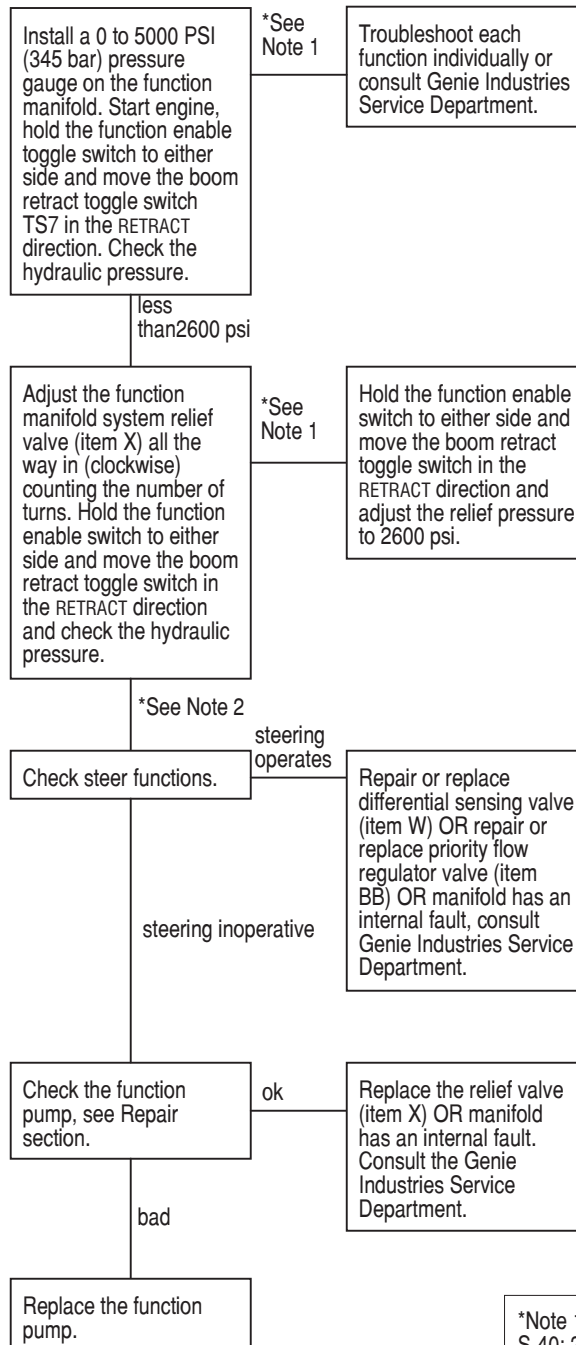 Install a 0 to 5000 PSI
(345 bar) pressure
gauge on the function
manifold. Start engine,
hold the function enable
toggle switch to either
side and move the boom
retract toggle switch
TS7 in the RETRACT
direction. Check the
hydraulic pressure.
*See
Note 1
Troubleshoot each
function individually or
consult Genie Industries
Service Department.
less
than2600 psi
Adjust the function
manifold system relief
valve (item X) all the
way in (clockwise)
counting the number of
turns. Hold the function
enable switch to either
side and move the boom
retract toggle switch in
the RETRACT direction
and check the hydraulic
pressure.
*See
Note 1
Hold the function enable
switch to either side and
move the boom retract
toggle switch in the
RETRACT direction and
adjust the relief pressure
to 2600 psi.
*See Note 2
Check steer functions.
steering
operates
Repair or replace
differential sensing valve
(item W) OR repair or
replace priority flow
regulator valve (item
BB) OR manifold has an
internal fault, consult
Genie Industries Service
Department.
steering inoperative
Check the function
pump, see Repair
section.
ok
Replace the relief valve
(item X) OR manifold
has an internal fault.
Consult the Genie
Industries Service
Department.
bad
Replace the function
pump.
*Note